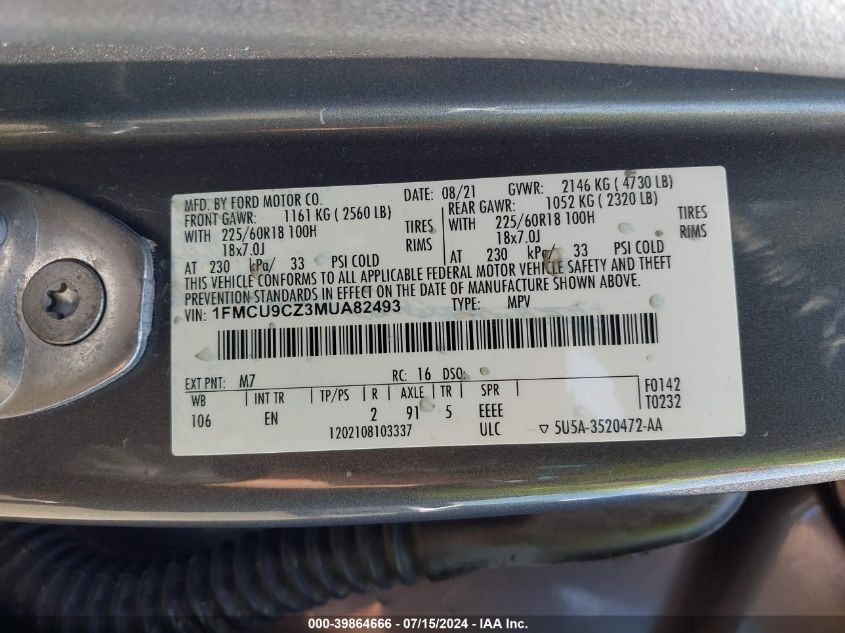 MFD. BY FORD MOTOR CO. DATE: 08/21 GVWR: 2146 KG ( 4730 LB)
FRONT GAWR: 1161 KG ( 2560 LB) REAR GAWR: 1052 KG ( 2320 LB)
WITH 225/60R18 100H TIRES WITH 225/60R18 100H TIRES
18x7.0J RIMS 18x7.0J RIMS
AT 230 kPa/ 33 PSI COLD AT 230 kPa/ 33 PSI COLD
THIS VEHICLE CONFORMS TO ALL APPLICABLE FEDERAL MOTOR VEHICLE SAFETY AND THEFT
PREVENTION STANDARDS IN EFFECT ON THE DATE OF MANUFACTURE SHOWN ABOVE.
VIN: 1FMCU9CZ3MUA82493 TYPE: MPV
EXT PNT: M7 RC: 16 DSO: F0142
WB INT TR TP/PS R AXLE TR SPR T0232
106 EN 2 91 5 EEEE
1202108103337 ULC ▽ 5U5A-3520472-AA
000-39864666 - 07/15/2024 - IAAI.COM